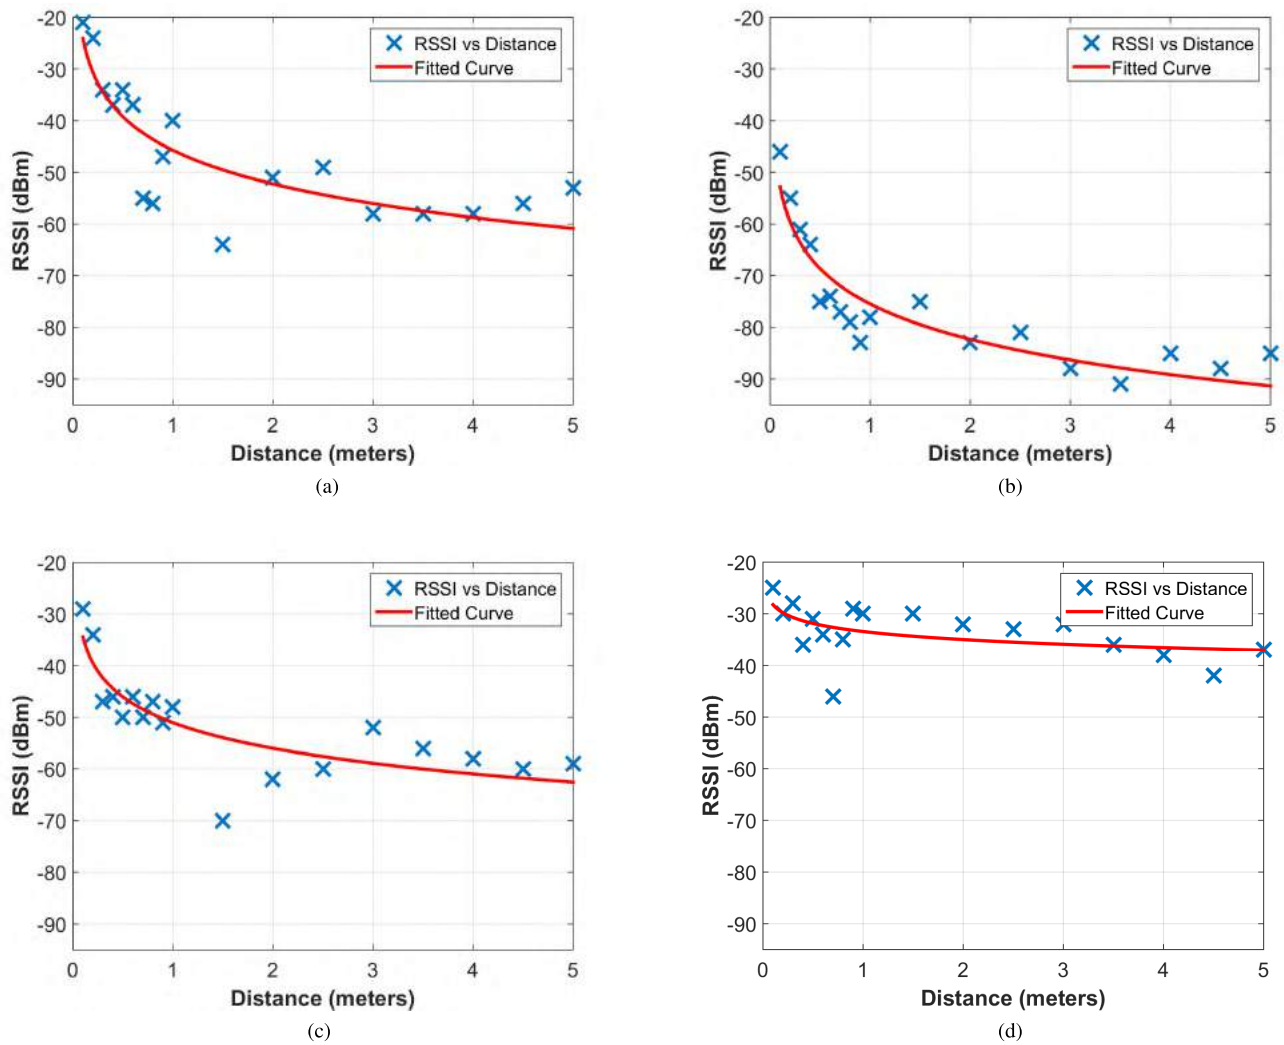 -20
-30
-40
-50
-60
-70
-80
-90
RSSI (dBm)
RSSI vs Distance
Fitted Curve
0 1 2 3 4 5
Distance (meters)
(a)
-20
-30
-40
-50
-60
-70
-80
-90
RSSI (dBm)
RSSI vs Distance
Fitted Curve
0 1 2 3 4 5
Distance (meters)
(b)
-20
-30
-40
-50
-60
-70
-80
-90
RSSI (dBm)
RSSI vs Distance
Fitted Curve
0 1 2 3 4 5
Distance (meters)
(c)
-20
-30
-40
-50
-60
-70
-80
-90
RSSI (dBm)
RSSI vs Distance
Fitted Curve
0 1 2 3 4 5
Distance (meters)
(d)